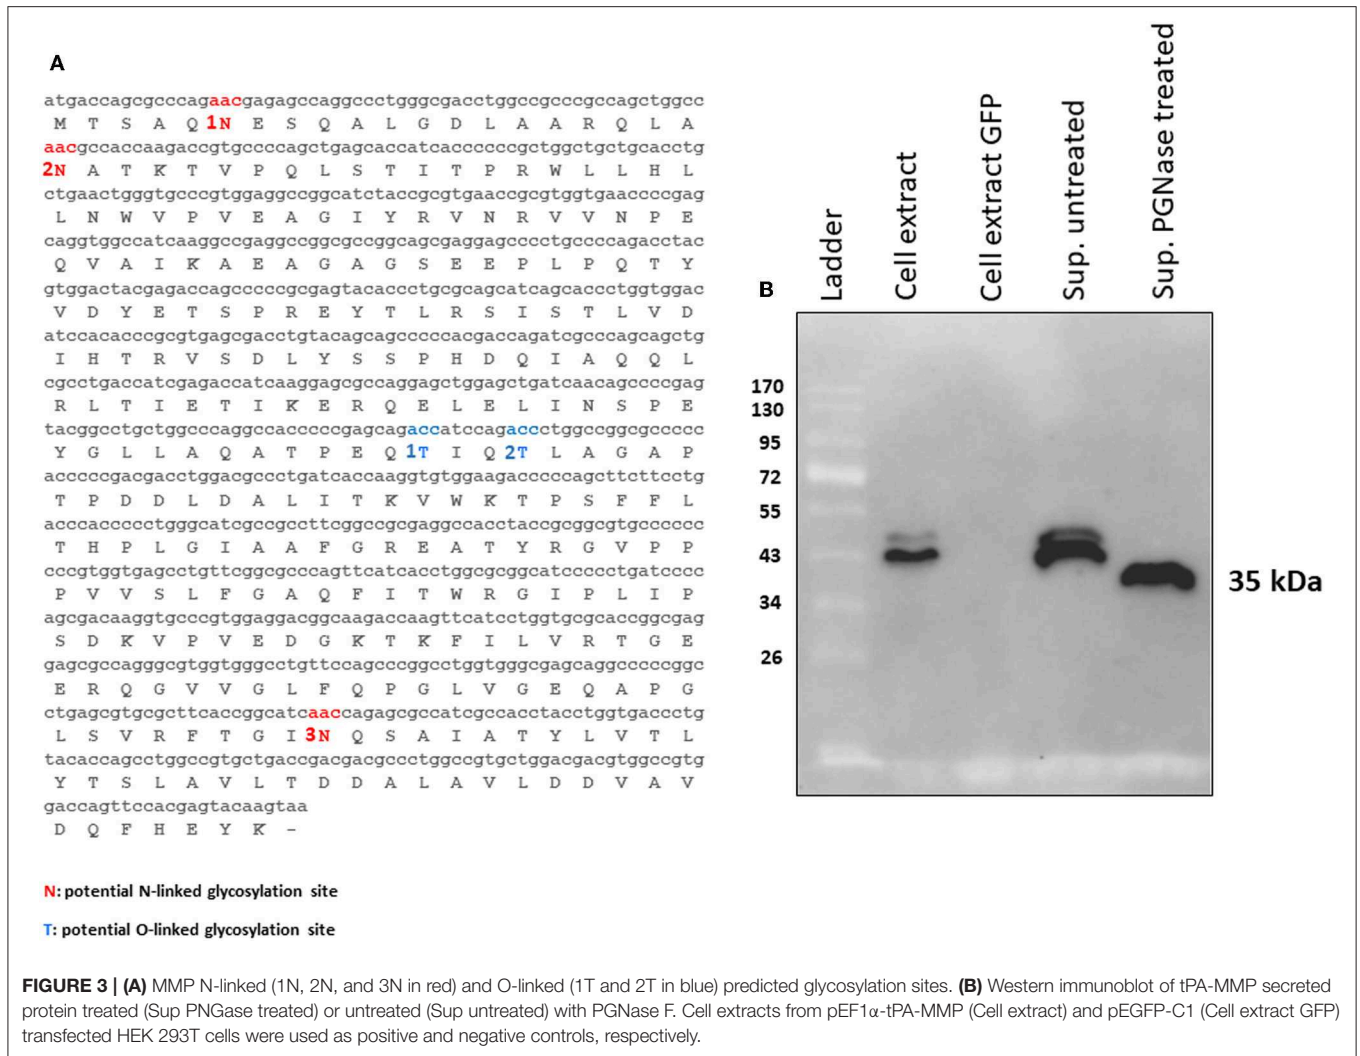 A
atgaccagcgcccagaacgagagccaggccctgggcgacctggccgcccgccagctggcc
M T S A Q 1N E S Q A L G D L A A R Q L A
aacgccaccaagaccgtgccccagctgagcaccatcacccccccgctggctgctgcacctg
2N A T K T V P Q L S T I T P R W L L H L
ctgaactgggtgcccgtggaggccggcatctaccgcgtgaaccgcgtggtgaaccccgag
L N W V P V E A G I Y R V N R V V N P E
caggtggccatcaaggccgaggccggcgccggcagcgaggagcccctgccccagacctac
Q V A I K A E A G A G S E E P L P Q T Y
gtggactacgagaccagcccccgcgagtacaccctgcgcagcatcagcaccctggtggac
V D Y E T S P R E Y T L R S I S T L V D
atccacacccgcgtgagcgacctgtacagcagcccccacgaccagatcgcccagcagctg
I H T R V S D L Y S S P H D Q I A Q Q L
cgcctgaccatcgagaccatcaaggagcgccaggagctggagctgatcaacagccccgag
R L T I E T I K E R Q E L E L I N S P E
tacggcctgctggcccaggccacccccgagcagaccatccagaccctggccggcgccccc
Y G L L A Q A T P E Q 1T I Q 2T L A G A P
acccccgacgacctggacgccctgatcaccaaggtgtggaagacccccagcttcttcctg
T P D D L D A L I T K V W K T P S F F L
acccaccccctgggcatcgccgccttcggccgcgaggccacctaccgcggcgtgcccccc
T H P L G I A A F G R E A T Y R G V P P
cccgtggtgagcctgttcggcgcccagttcatcacctggcgcggcatccccctgatcccc
P V V S L F G A Q F I T W R G I P L I P
agcgacaaggtgcccgtggaggacggcaagaccaagttcatcctggtgcgcaccggcgag
S D K V P V E D G K T K F I L V R T G E
gagcgccagggcgtggtgggcctgttccagcccggcctggtgggcgagcaggcccccggc
E R Q G V V G L F Q P G L V G E Q A P G
ctgagcgtgcgcttcaccggcatcaaccagagcgccatcgccacctacctggtgaccctg
L S V R F T G I 3N Q S A I A T Y L V T L
tacaccagcctggccgtgctgaccgacgacgccctggccgtgctggacgacgtggccgtg
Y T S L A V L T D D A L A V L D D V A V
gaccagttccacgagtacaagtaa
D Q F H E Y K -
N: potential N-linked glycosylation site
T: potential O-linked glycosylation site
B
Ladder
Cell extract
Cell extract GFP
Sup. untreated
Sup. PGNase treated
170
130
95
72
55
43
34
26
35 kDa
FIGURE 3 | (A) MMP N-linked (1N, 2N, and 3N in red) and O-linked (1T and 2T in blue) predicted glycosylation sites. (B) Western immunoblot of tPA-MMP secreted
protein treated (Sup PNGase treated) or untreated (Sup untreated) with PGNase F. Cell extracts from pEF1α-tPA-MMP (Cell extract) and pEGFP-C1 (Cell extract GFP)
transfected HEK 293T cells were used as positive and negative controls, respectively.